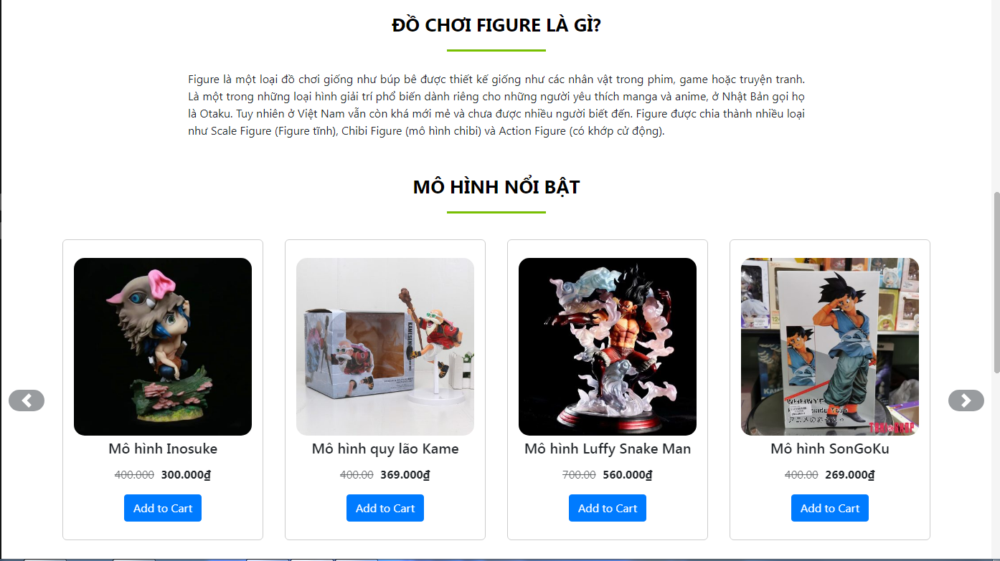 ĐỒ CHƠI FIGURE LÀ GÌ?
Figure là một loại đồ chơi giống như búp bê được thiết kế giống như các nhân vật trong phim, game hoặc truyện tranh.
Là một trong những loại hình giải trí phổ biến dành riêng cho những người yêu thích manga và anime, ở Nhật Bản gọi họ
là Otaku. Tuy nhiên ở Việt Nam vẫn còn khá mới mẻ và chưa được nhiều người biết đến. Figure được chia thành nhiều loại
như Scale Figure (Figure tĩnh), Chibi Figure (mô hình chibi) và Action Figure (có khớp cử động).
MÔ HÌNH NỔI BẬT
Mô hình Inosuke
400.000 300.000₫
Add to Cart
Mô hình quy lão Kame
400.00 369.000₫
Add to Cart
Mô hình Luffy Snake Man
700.00 560.000₫
Add to Cart
Mô hình SonGoKu
400.00 269.000₫
Add to Cart